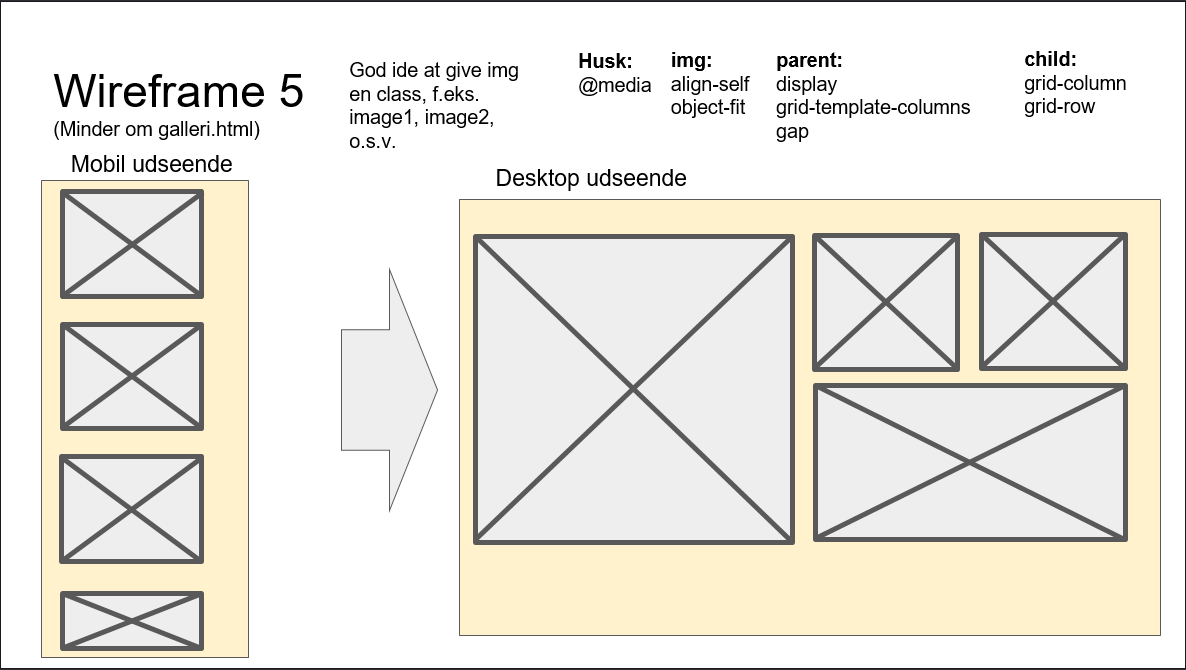 Wireframe 5
(Minder om galleri.html)
God ide at give img
en class, f.eks.
image1, image2,
o.s.v.
Husk:
@media
img:
align-self
object-fit
parent:
display
grid-template-columns
gap
child:
grid-column
grid-row
Mobil udseende
Desktop udseende